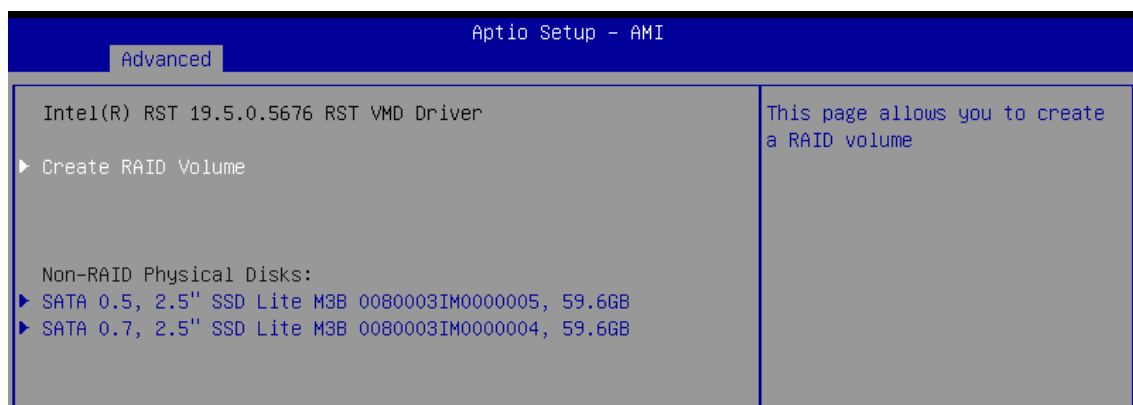 Aptio Setup – AMI
Advanced
Intel(R) RST 19.5.0.5676 RST VMD Driver
This page allows you to create
a RAID volume
Create RAID Volume
Non-RAID Physical Disks:
SATA 0.5, 2.5" SSD Lite M3B 0080003IM0000005, 59.6GB
SATA 0.7, 2.5" SSD Lite M3B 0080003IM0000004, 59.6GB